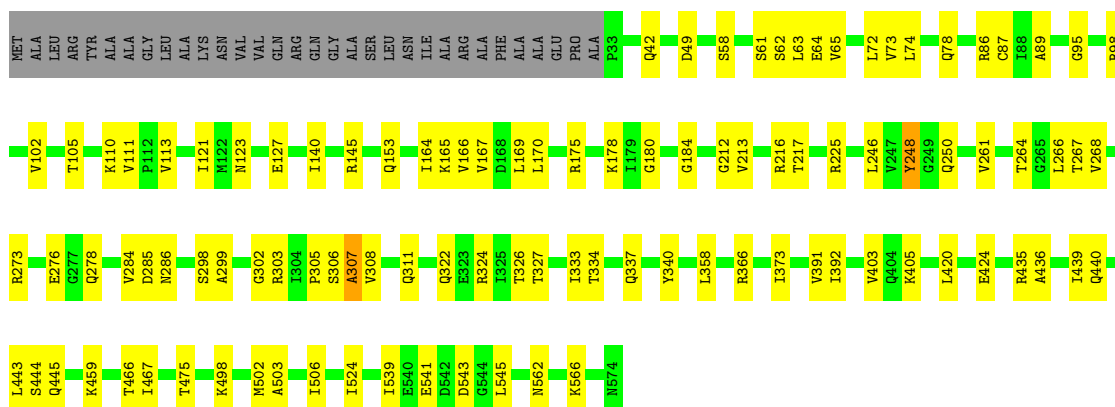 MET ALA LEU ARG TYR ALA ALA GLY LEU ALA LYS ASN VAL VAL GLN ARG GLN GLY ALA SER LEU ASN ILE ALA ARG ALA PHE ALA ALA GLU PRO ALA P33 Q42 D49 S58 S61 S62 L63 E64 V65 L72 V73 L74 Q78 R86 C87 I88 A89 G95 R98
V102 T105 K110 V111 P112 V113 I121 M122 N123 E127 I140 R145 Q153 I164 K165 V166 V167 D168 L169 L170 R175 K178 I179 G180 G184 G212 V213 R216 T217 R225 L246 V247 Y248 G249 Q250 V261 T264 G265 L266 T267 V268
R273 E276 G277 Q278 V284 D285 N286 S298 A299 G302 R303 I304 P305 S306 A307 V308 Q311 Q322 E323 R324 I325 T326 T327 I333 T334 Q337 Y340 L358 R366 I373 V391 I392 V403 Q404 K405 L420 E424 R435 A436 I439 Q440
L443 S444 Q445 K459 T466 I467 T475 K498 M502 A503 I506 I524 I539 E540 E541 D542 D543 G544 L545 N562 K566 N574